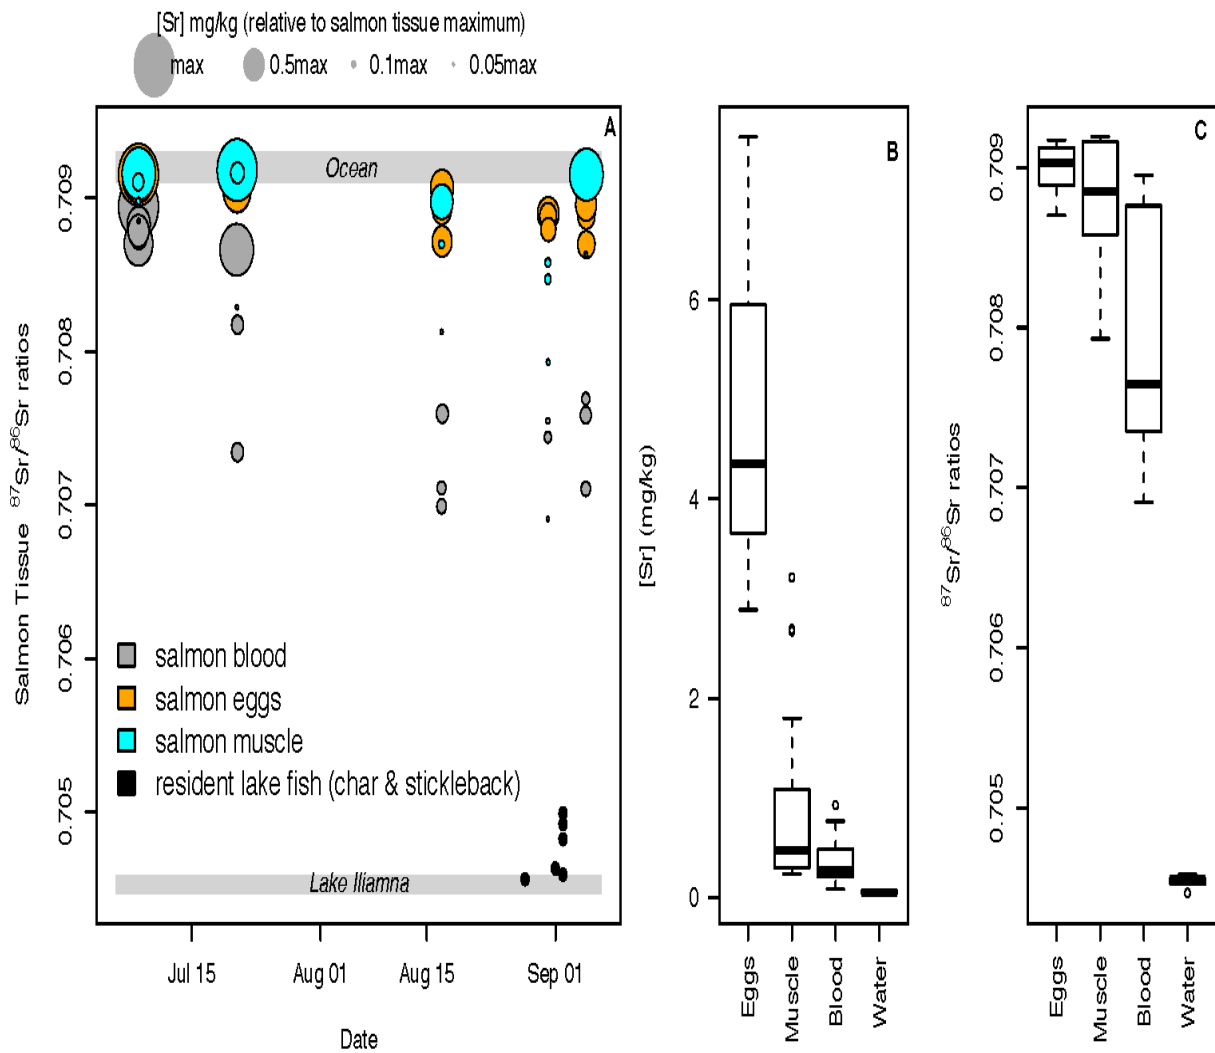 [Sr] mg/kg (relative to salmon tissue maximum)
max 0.5max 0.1max 0.05max
A
Ocean
0.709
0.708
0.707
0.706
0.705
Salmon Tissue ⁸⁷Sr/⁸⁶Sr ratios
salmon blood
salmon eggs
salmon muscle
resident lake fish (char & stickleback)
Lake Iliamna
Jul 15 Aug 01 Aug 15 Sep 01
Date
B
6
4
2
0
[Sr] (mg/kg)
Eggs
Muscle
Blood
Water
C
0.709
0.708
0.707
0.706
0.705
⁸⁷Sr/⁸⁶Sr ratios
Eggs
Muscle
Blood
Water